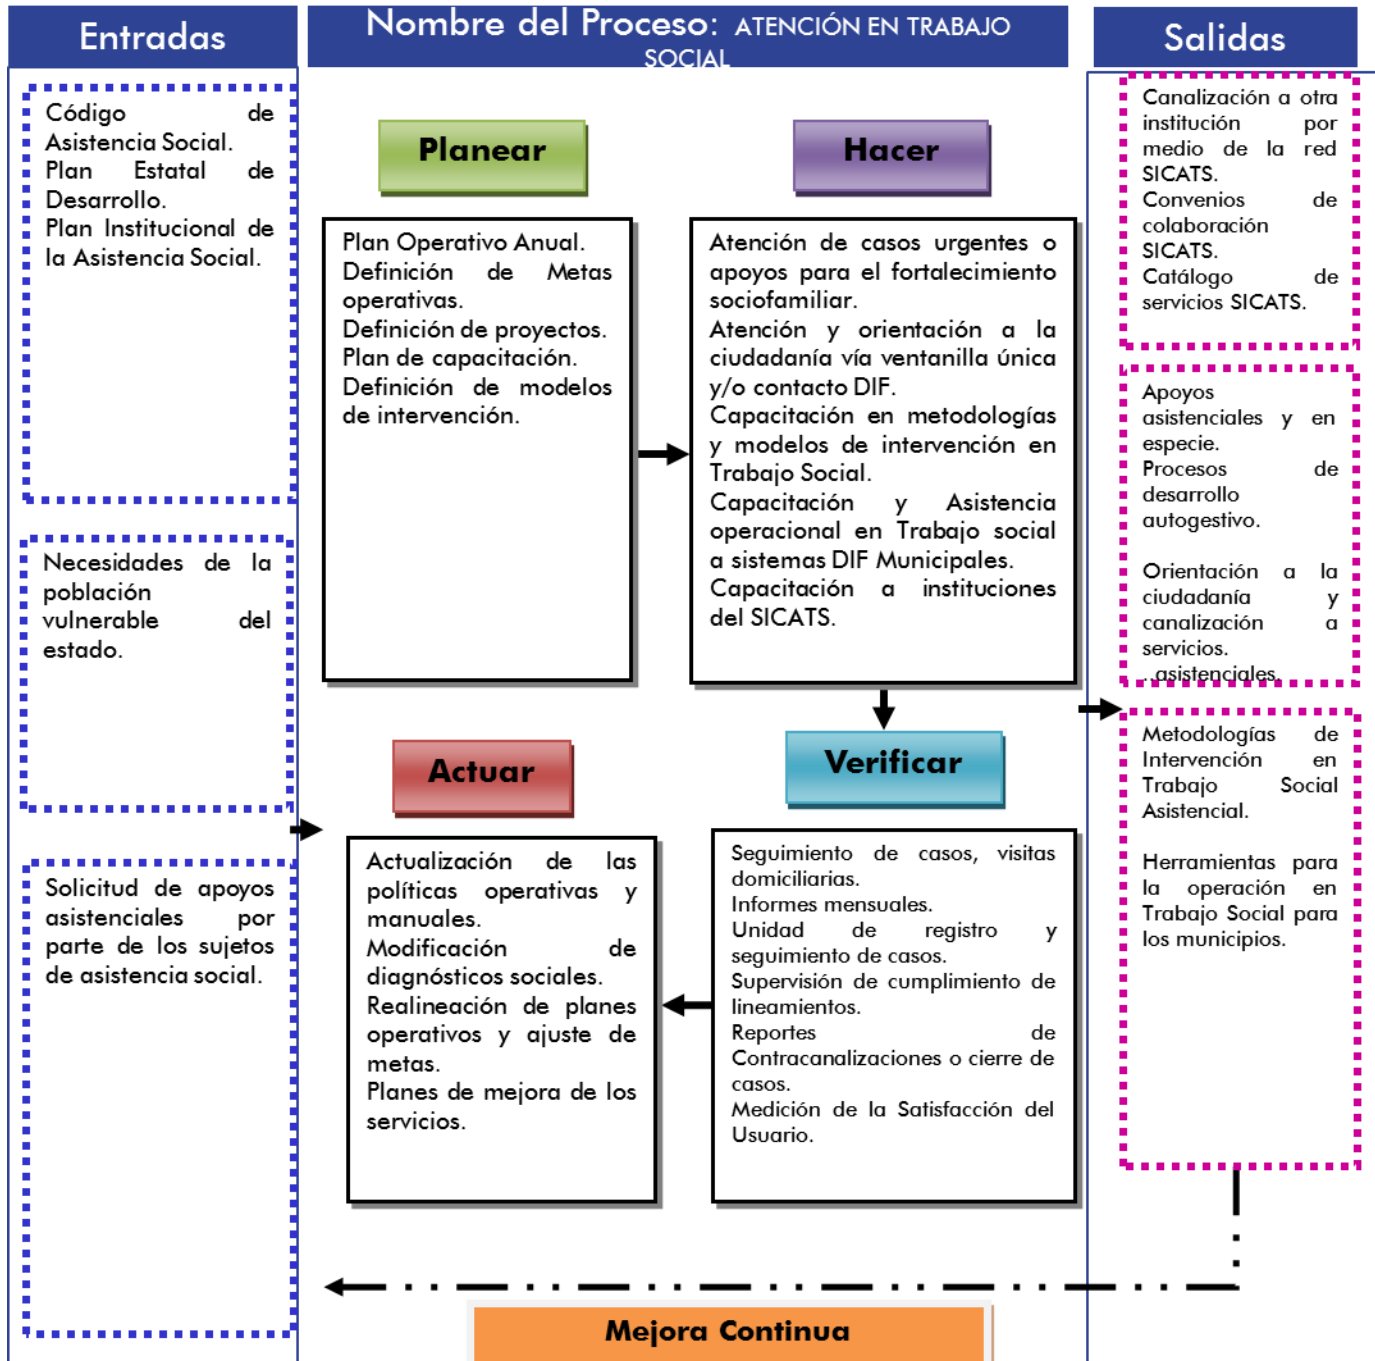 Entradas
Código de
Asistencia Social.
Plan Estatal de
Desarrollo.
Plan Institucional de
la Asistencia Social.
Necesidades de la
población
vulnerable del
estado.
Solicitud de apoyos
asistenciales por
parte de los sujetos
de asistencia social.
Nombre del Proceso: ATENCIÓN EN TRABAJO
SOCIAL
Planear
Plan Operativo Anual.
Definición de Metas
operativas.
Definición de proyectos.
Plan de capacitación.
Definición de modelos
de intervención.
Hacer
Atención de casos urgentes o
apoyos para el fortalecimiento
sociofamiliar.
Atención y orientación a la
ciudadanía vía ventanilla única
y/o contacto DIF.
Capacitación en metodologías
y modelos de intervención en
Trabajo Social.
Capacitación y Asistencia
operacional en Trabajo social
a sistemas DIF Municipales.
Capacitación a instituciones
del SICATS.
Actuar
Actualización de las
políticas operativas y
manuales.
Modificación de
diagnósticos sociales.
Realineación de planes
operativos y ajuste de
metas.
Planes de mejora de los
servicios.
Verificar
Seguimiento de casos, visitas
domiciliarias.
Informes mensuales.
Unidad de registro y
seguimiento de casos.
Supervisión de cumplimiento de
lineamientos.
Reportes de
Contracanalizaciones o cierre de
casos.
Medición de la Satisfacción del
Usuario.
Salidas
Canalización a otra
institución por
medio de la red
SICATS.
Convenios de
colaboración
SICATS.
Catálogo de
servicios SICATS.
Apoyos
asistenciales y en
especie.
Procesos de
desarrollo
autogestivo.
Orientación a la
ciudadanía y
canalización a
servicios.
..asistenciales.
Metodologías de
Intervención en
Trabajo Social
Asistencial.
Herramientas para
la operación en
Trabajo Social para
los municipios.
Mejora Continua